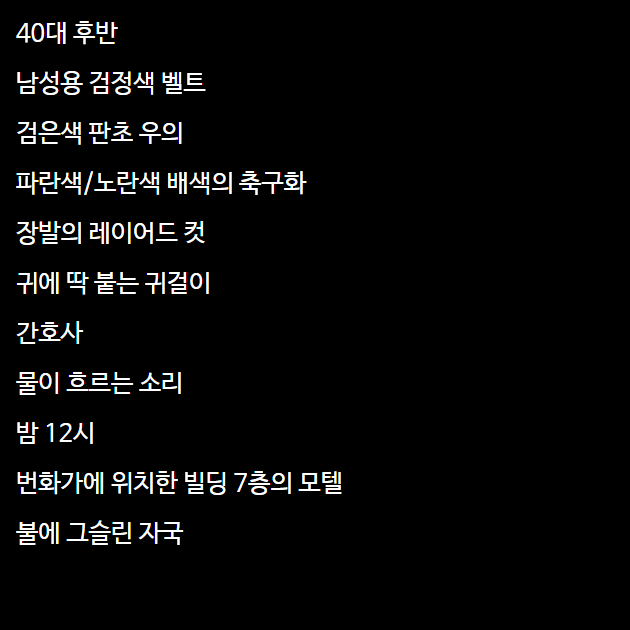 40대 후반
남성용 검정색 벨트
검은색 판초 우의
파란색/노란색 배색의 축구화
장발의 레이어드 컷
귀에 딱 붙는 귀걸이
간호사
물이 흐르는 소리
밤 12시
번화가에 위치한 빌딩 7층의 모텔
불에 그슬린 자국